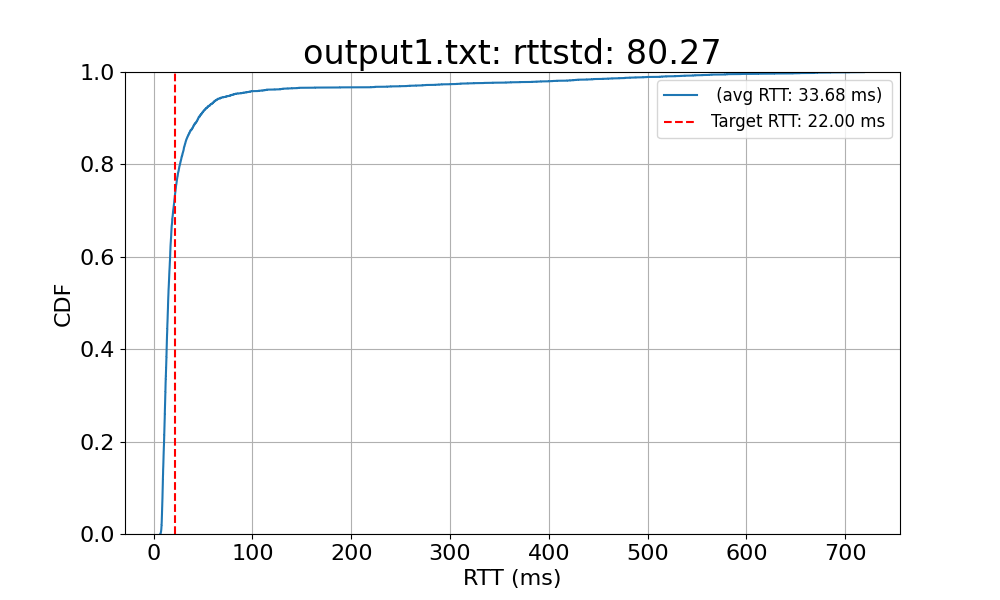 output1.txt: rttstd: 80.27
1.0
0.8
0.6
0.4
0.2
0.0
CDF
(avg RTT: 33.68 ms)
Target RTT: 22.00 ms
0 100 200 300 400 500 600 700
RTT (ms)